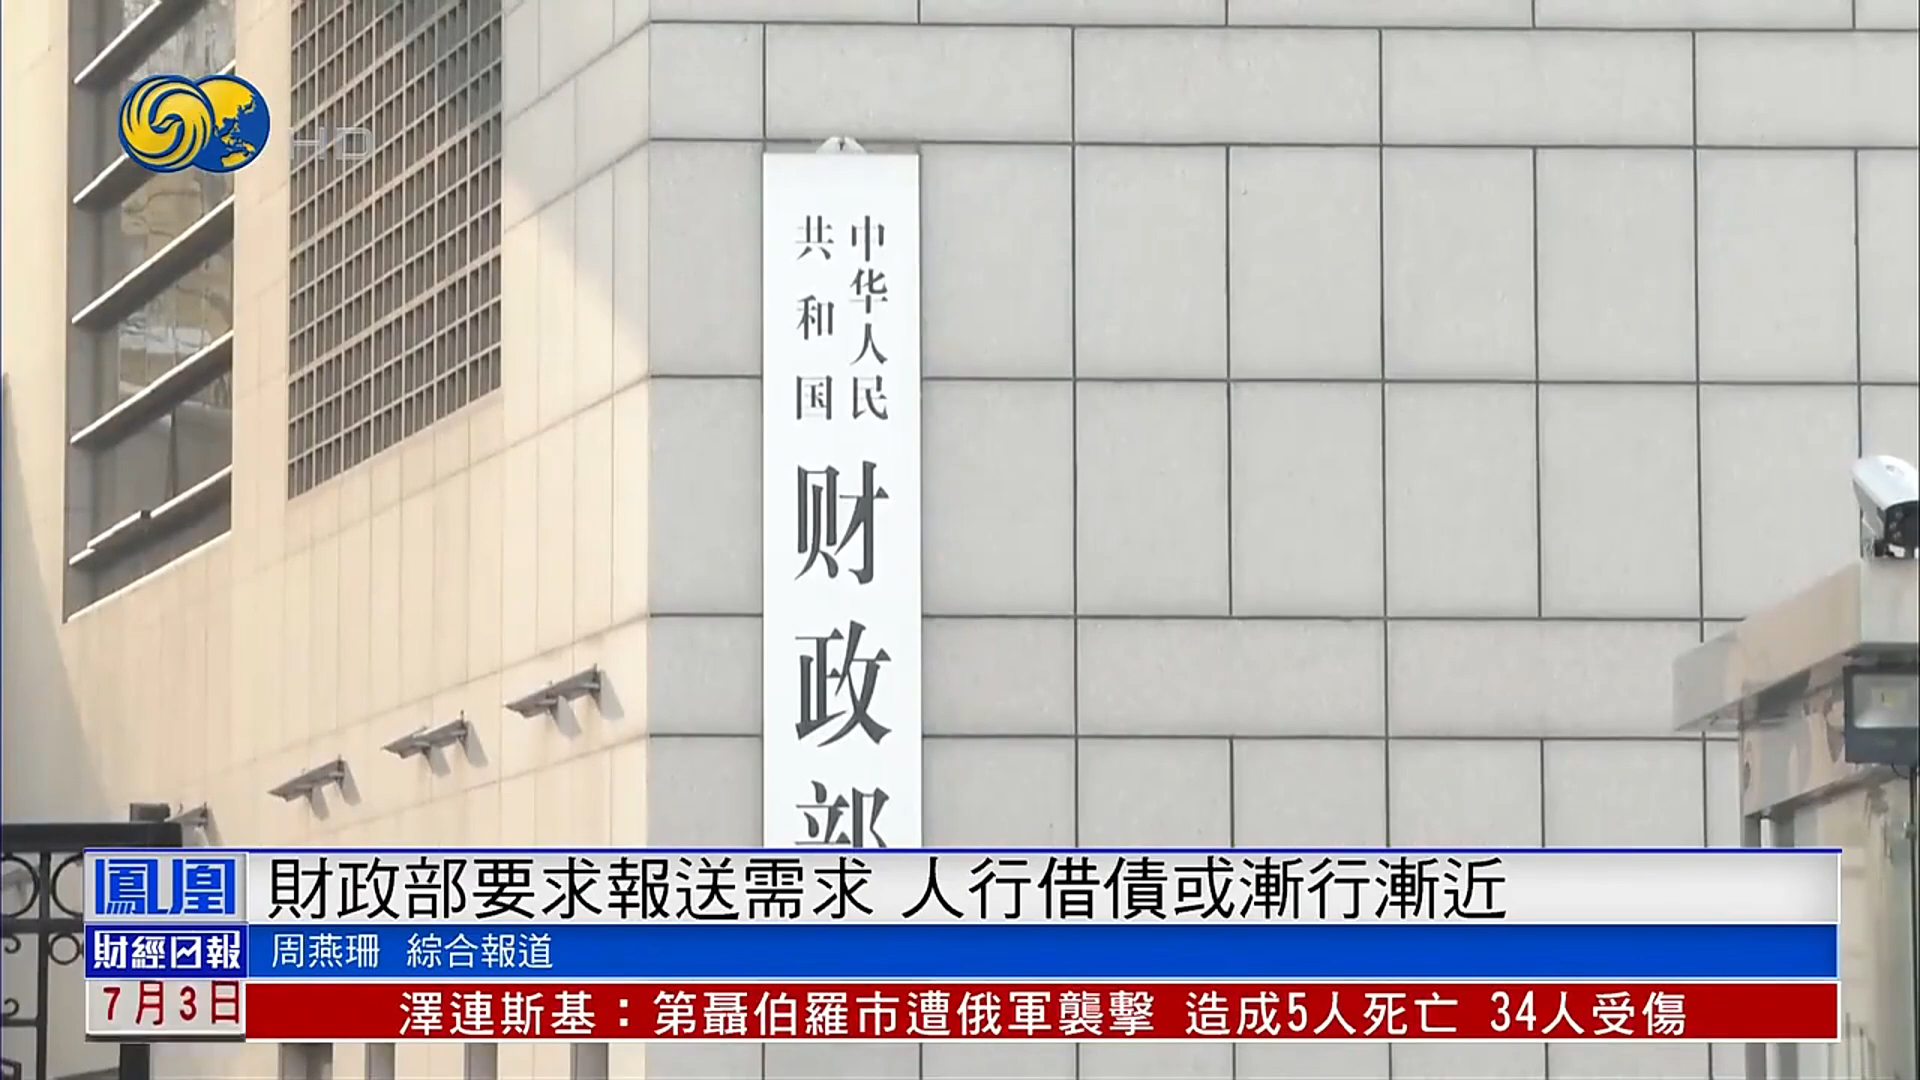 HD
中华人民
共和国
财政部
鳳凰
財政部要求報送需求 人行借債或漸行漸近
財經日報
周燕珊 綜合報道
7月3日
澤連斯基：第聶伯羅市遭俄軍襲擊 造成5人死亡 34人受傷